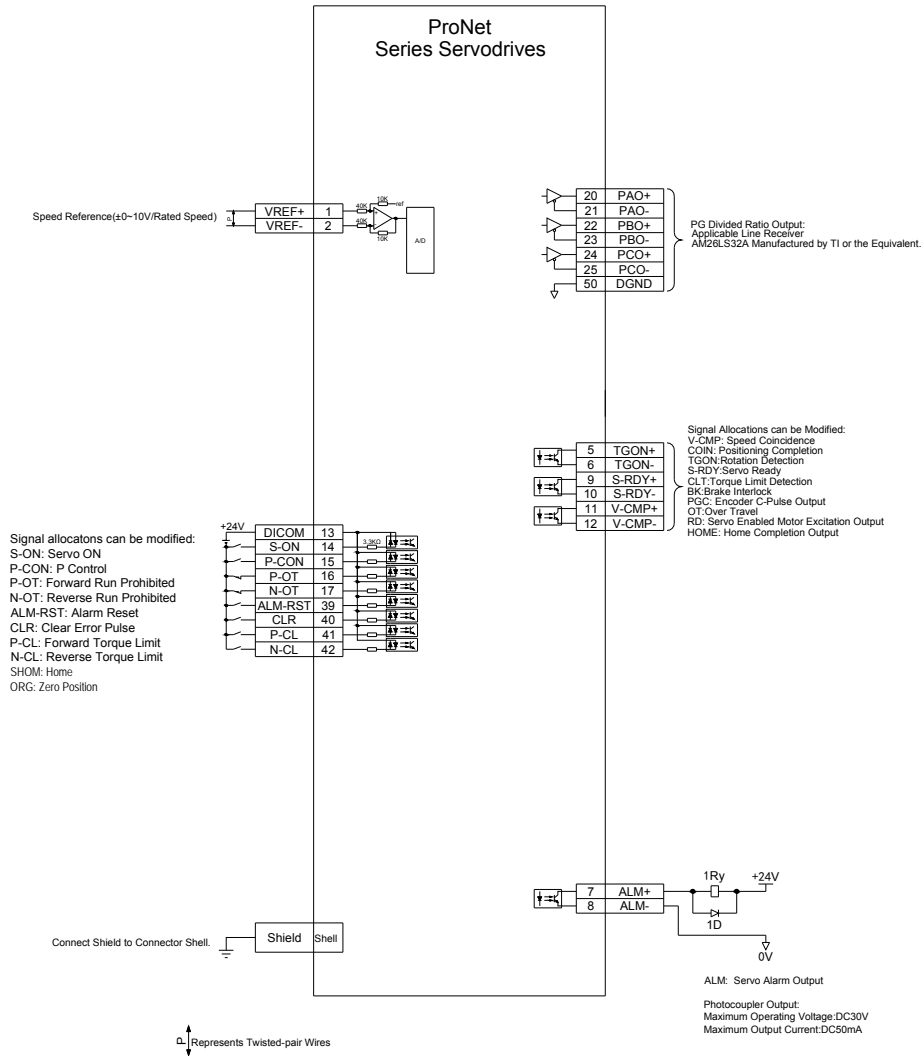 ProNet
Series Servodrives
Speed Reference(±0~10V/Rated Speed)
P
VREF+ 1
VREF- 2
40K
40K
10K
ref
10K
A/D
20 PAO+
21 PAO-
22 PBO+
23 PBO-
24 PCO+
25 PCO-
50 DGND
PG Divided Ratio Output:
Applicable Line Receiver
AM26LS32A Manufactured by TI or the Equivalent.
5 TGON+
6 TGON-
9 S-RDY+
10 S-RDY-
11 V-CMP+
12 V-CMP-
Signal Allocations can be Modified:
V-CMP: Speed Coincidence
COIN: Positioning Completion
TGON:Rotation Detection
S-RDY:Servo Ready
CLT:Torque Limit Detection
BK:Brake Interlock
PGC: Encoder C-Pulse Output
OT:Over Travel
RD: Servo Enabled Motor Excitation Output
HOME: Home Completion Output
Signal allocatons can be modified:
S-ON: Servo ON
P-CON: P Control
P-OT: Forward Run Prohibited
N-OT: Reverse Run Prohibited
ALM-RST: Alarm Reset
CLR: Clear Error Pulse
P-CL: Forward Torque Limit
N-CL: Reverse Torque Limit
SHOM: Home
ORG: Zero Position
+24V
DICOM 13
S-ON 14
P-CON 15
P-OT 16
N-OT 17
ALM-RST 39
CLR 40
P-CL 41
N-CL 42
3.3KΩ
Connect Shield to Connector Shell.
Shield Shell
7 ALM+
8 ALM-
1Ry
+24V
1D
0V
ALM: Servo Alarm Output
Photocoupler Output:
Maximum Operating Voltage:DC30V
Maximum Output Current:DC50mA
P Represents Twisted-pair Wires